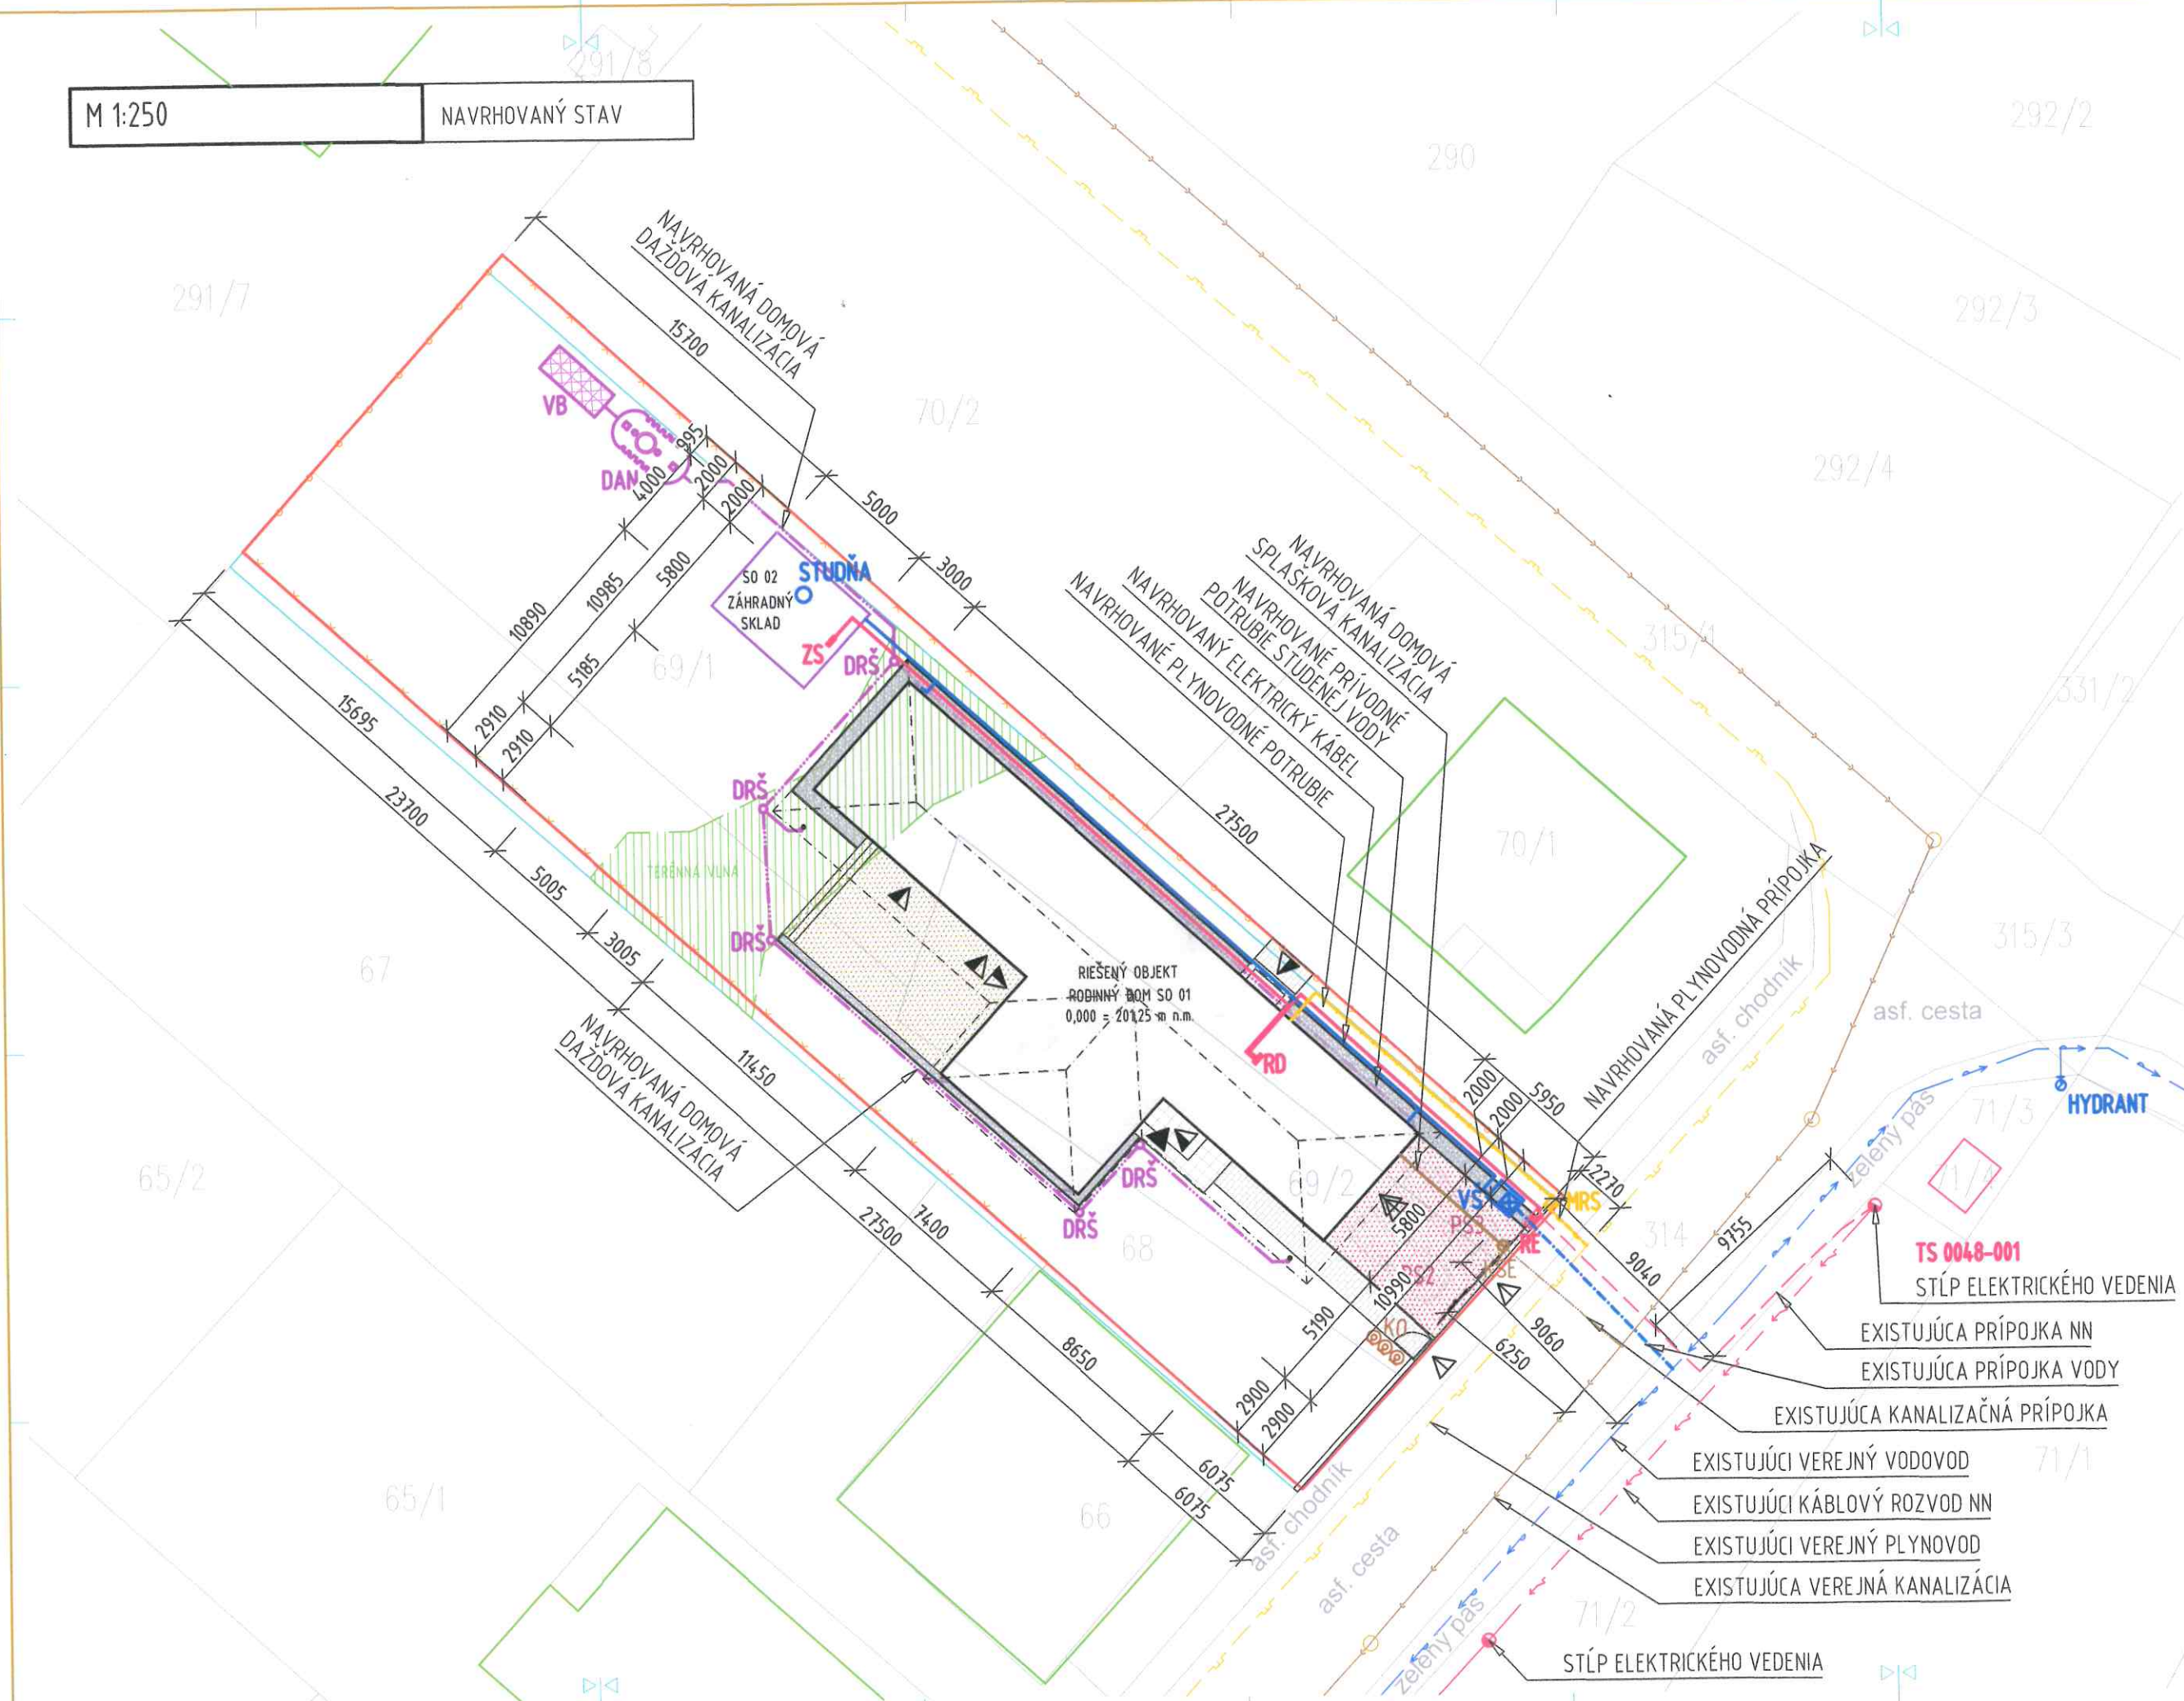 M 1:250
NAVRHOVANÝ STAV
291/8
290
292/2
291/7
292/3
NAVRHOVANÁ DOMOVÁ
DAŽĎOVÁ KANALIZÁCIA
15700
70/2
292/4
VB
DAN
995
4000
2000
2000
5000
3000
10890
10985
5800
5185
2910
2910
SO 02
ZÁHRADNÝ
SKLAD
STUDŇA
ZS
DRŠ
69/1
NAVRHOVANÁ DOMOVÁ
SPLAŠKOVÁ KANALIZÁCIA
NAVRHOVANÉ PRÍVODNÉ
POTRUBIE STUDENEJ VODY
NAVRHOVANÝ ELEKTRICKÝ KÁBEL
NAVRHOVANÉ PLYNOVODNÉ POTRUBIE
315/1
331/2
15695
23700
DRŠ
TERÉNNA VLNA
27500
70/1
5005
3005
DRŠ
67
315/3
RIEŠENÝ OBJEKT
RODINNÝ DOM SO 01
0,000 = 201,25 m n.m.
NAVRHOVANÁ PLYNOVODNÁ PRÍPOJKA
asf. chodník
asf. cesta
NAVRHOVANÁ DOMOVÁ
DAŽĎOVÁ KANALIZÁCIA
11450
RD
2000
2000
5950
HYDRANT
71/3
zelený pás
71/4
65/2
DRŠ
DRŠ
69/2
VŠ
MRS
2270
5800
PS3
RE
314
9755
7400
27500
68
PS2
10990
5190
KO
9040
TS 0048-001
STĹP ELEKTRICKÉHO VEDENIA
EXISTUJÚCA PRÍPOJKA NN
EXISTUJÚCA PRÍPOJKA VODY
EXISTUJÚCA KANALIZAČNÁ PRÍPOJKA
8650
9060
6250
2900
2900
EXISTUJÚCI VEREJNÝ VODOVOD
71/1
EXISTUJÚCI KÁBLOVÝ ROZVOD NN
EXISTUJÚCI VEREJNÝ PLYNOVOD
EXISTUJÚCA VEREJNÁ KANALIZÁCIA
6075
6075
65/1
66
asf. chodník
asf. cesta
zelený pás
71/2
STĹP ELEKTRICKÉHO VEDENIA